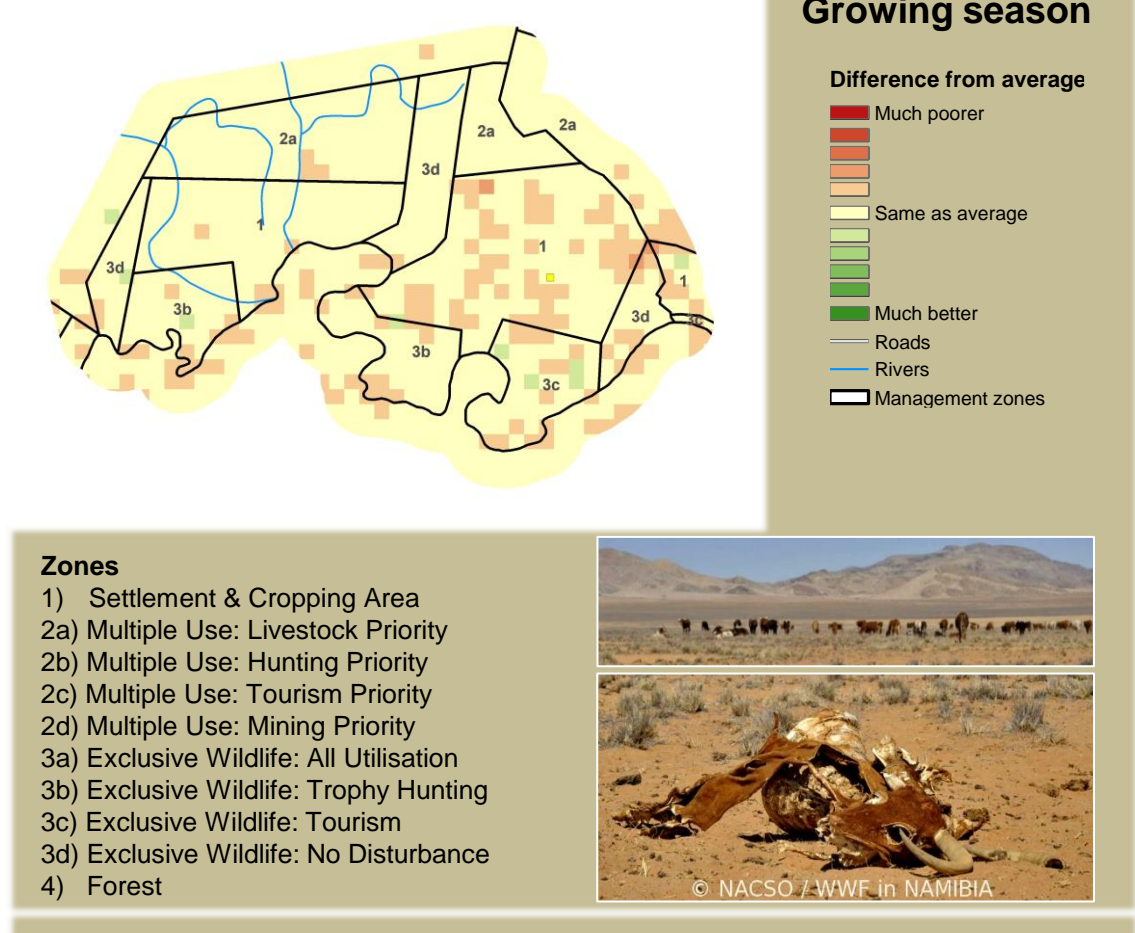 Growing season
Difference from average
Much poorer
Same as average
Much better
Roads
Rivers
Management zones
2a
2a
2a
3d
1
1
3d
1
3b
3d
3c
3b
3c
Zones
1) Settlement & Cropping Area
2a) Multiple Use: Livestock Priority
2b) Multiple Use: Hunting Priority
2c) Multiple Use: Tourism Priority
2d) Multiple Use: Mining Priority
3a) Exclusive Wildlife: All Utilisation
3b) Exclusive Wildlife: Trophy Hunting
3c) Exclusive Wildlife: Tourism
3d) Exclusive Wildlife: No Disturbance
4) Forest
© NACSO / WWF in NAMIBIA